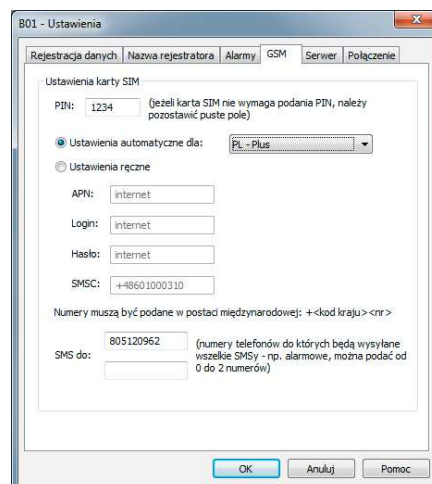 B01 - Ustawienia
Rejestracja danych Nazwa rejestratora Alarmy GSM Serwer Połączenie
Ustawienia karty SIM
PIN: 1234 (jeżeli karta SIM nie wymaga podania PIN, należy
pozostawić puste pole)
Ustawienia automatyczne dla: PL - Plus
Ustawienia ręczne
APN: internet
Login: internet
Hasło: internet
SMSC: +48601000310
Numery muszą być podane w postaci międzynarodowej: +<kod kraju><nr>
SMS do: 805120962 (numery telefonów do których będą wysyłane
wszelkie SMSy - np. alarmowe, można podać od
0 do 2 numerów)
OK Anuluj Pomoc